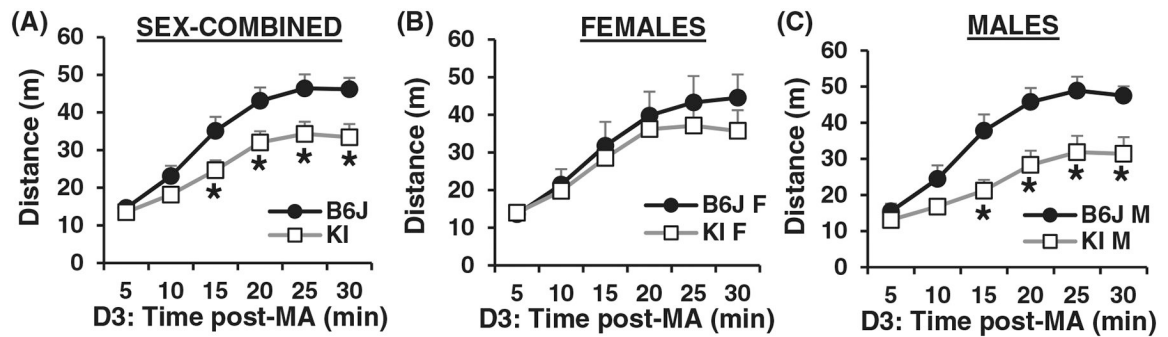 (A) SEX-COMBINED
60
50
40
30
20
10
0
Distance (m)
* * * *
B6J
KI
5 10 15 20 25 30
D3: Time post-MA (min)
(B) FEMALES
60
50
40
30
20
10
0
Distance (m)
B6J F
KI F
5 10 15 20 25 30
D3: Time post-MA (min)
(C) MALES
60
50
40
30
20
10
0
Distance (m)
* * * *
B6J M
KI M
5 10 15 20 25 30
D3: Time post-MA (min)